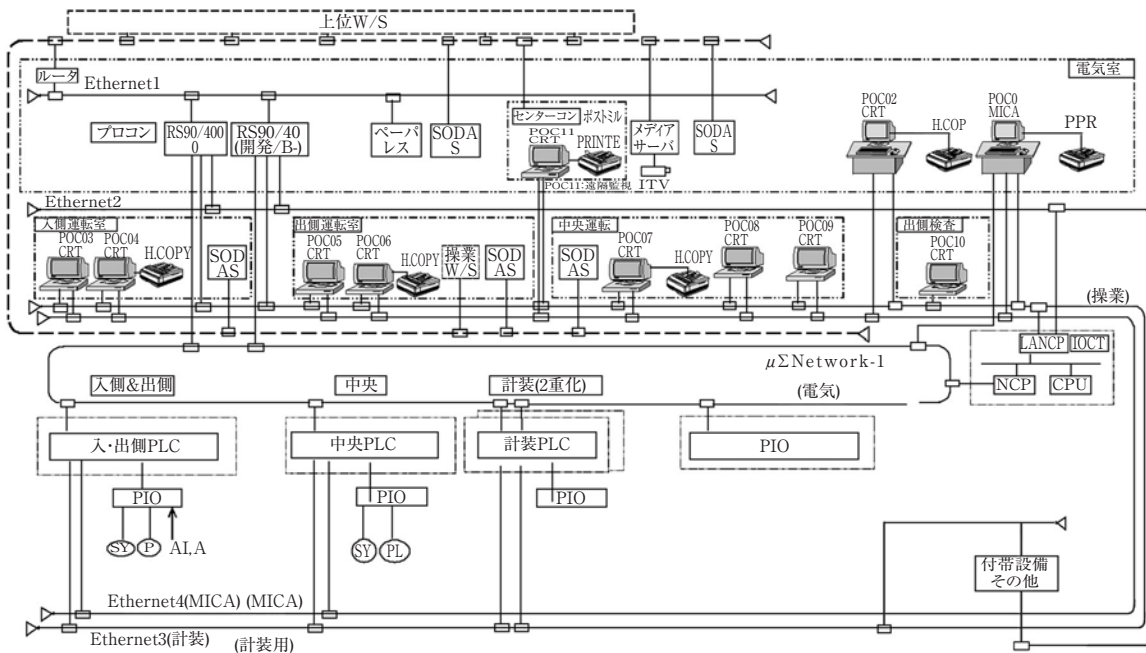 上位W/S
ルータ
Ethernet1
電気室
プロコン
RS90/400
0
RS90/40
(開発/B-)
ペーパ
レス
SODA
S
センターコン
ポストミル
POC11
CRT
PRINTE
POC11:遠隔監視
メディア
サーバ
ITV
SODA
S
POC02
CRT
H.COP
POC0
MICA
PPR
Ethernet2
入側運転室
POC03
CRT
POC04
CRT
H.COPY
SOD
AS
出側運転室
POC05
CRT
POC06
CRT
H.COPY
操業
W/S
SOD
AS
中央運転
SOD
AS
POC07
CRT
H.COPY
POC08
CRT
POC09
CRT
出側検査
POC10
CRT
(操業)
LANCP
IOCT
NCP
CPU
μΣNetwork-1
(電気)
入側&出側
中央
計装(2重化)
入・出側PLC
中央PLC
計装PLC
PIO
PIO
SY
P
AI,A
PIO
SY
PL
PIO
付帯設備
その他
Ethernet4(MICA) (MICA)
Ethernet3(計装)
(計装用)